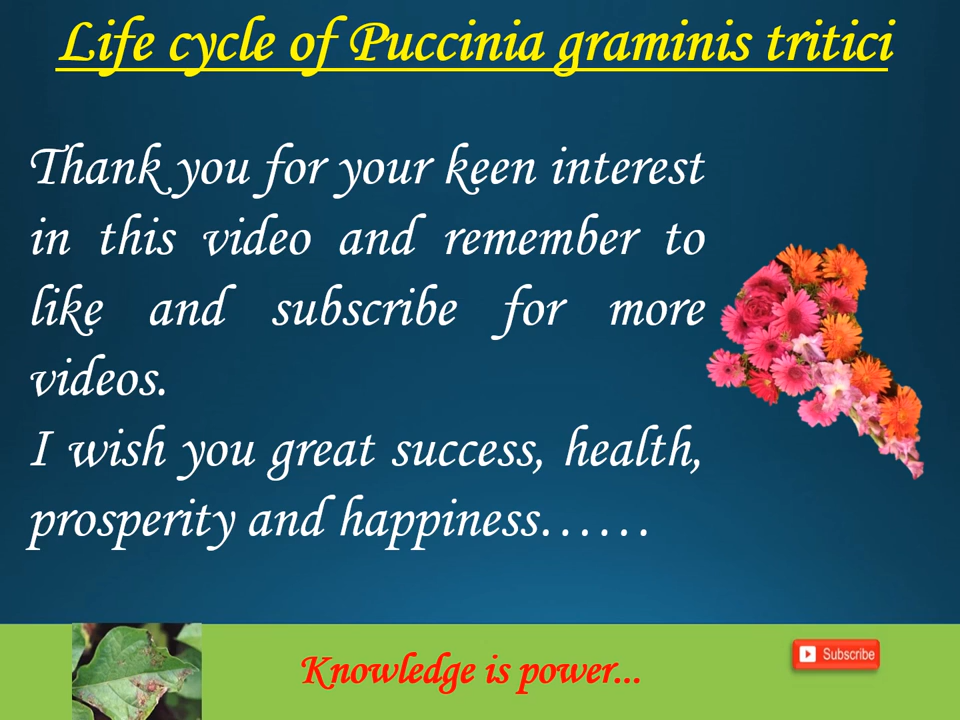 Life cycle of Puccinia graminis tritici
Thank you for your keen interest
in this video and remember to
like and subscribe for more
videos.
I wish you great success, health,
prosperity and happiness……
Knowledge is power...
Subscribe